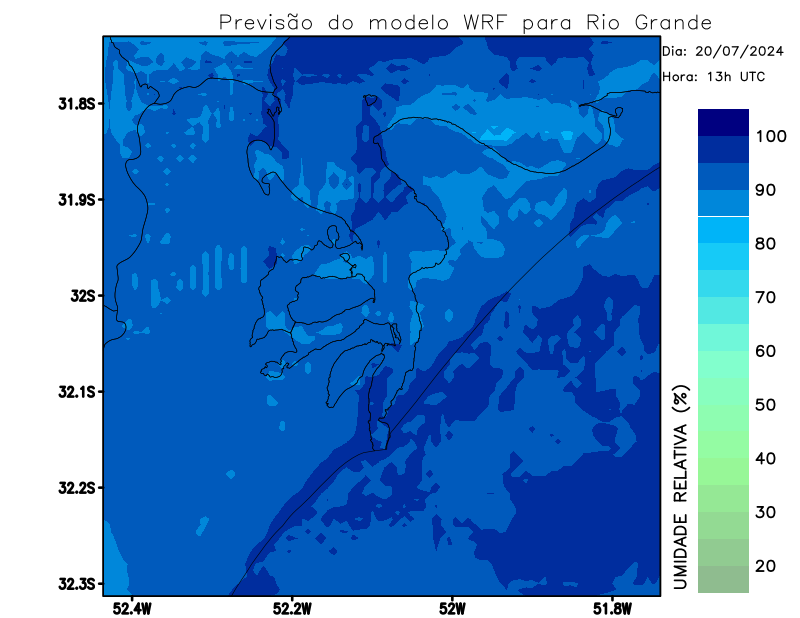 Previsão do modelo WRF para Rio Grande
Dia: 20/07/2024
Hora: 13h UTC
31.8S
31.9S
32S
32.1S
32.2S
32.3S
52.4W
52.2W
52W
51.8W
100
90
80
70
60
50
40
30
20
UMIDADE RELATIVA (%)